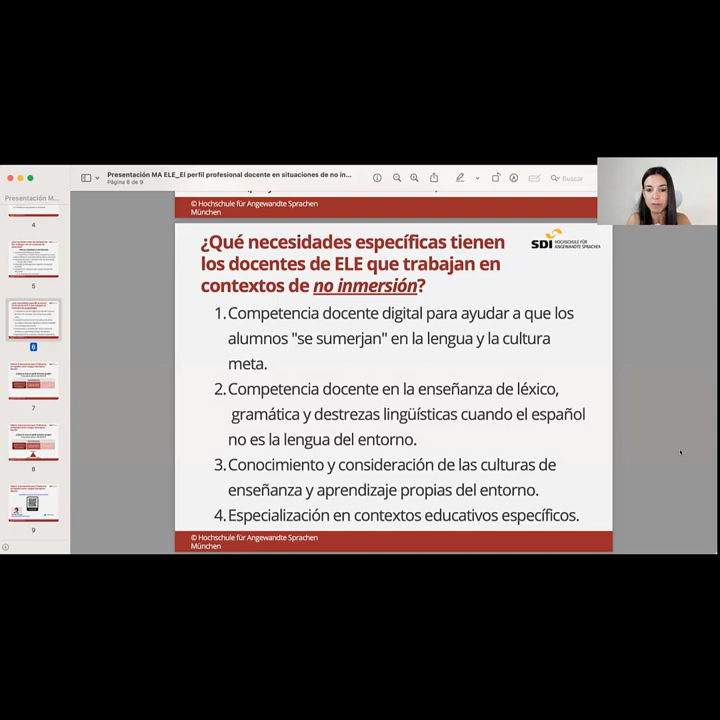 Presentación MA ELE_El perfil profesional docente en situaciones de no in...
Página 6 de 9
Buscar
Presentación M...
4
5
6
7
8
9
© Hochschule für Angewandte Sprachen
München
¿Qué necesidades específicas tienen
los docentes de ELE que trabajan en
contextos de no inmersión?
SDI HOCHSCHULE FÜR
ANGEWANDTE SPRACHEN
1. Competencia docente digital para ayudar a que los
alumnos "se sumerjan" en la lengua y la cultura
meta.
2. Competencia docente en la enseñanza de léxico,
gramática y destrezas lingüísticas cuando el español
no es la lengua del entorno.
3. Conocimiento y consideración de las culturas de
enseñanza y aprendizaje propias del entorno.
4. Especialización en contextos educativos específicos.
© Hochschule für Angewandte Sprachen
München